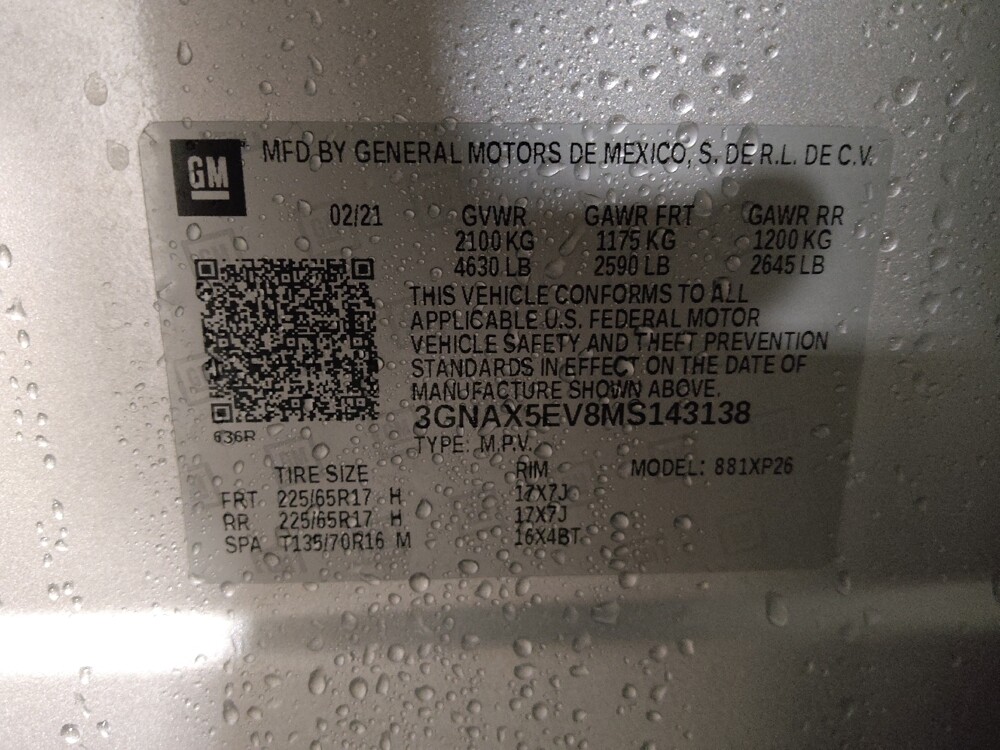 GM
MFD BY GENERAL MOTORS DE MEXICO, S. DE R.L. DE C.V.
02/21 GVWR GAWR FRT GAWR RR
2100 KG 1175 KG 1200 KG
4630 LB 2590 LB 2645 LB
THIS VEHICLE CONFORMS TO ALL
APPLICABLE U.S. FEDERAL MOTOR
VEHICLE SAFETY AND THEFT PREVENTION
STANDARDS IN EFFECT ON THE DATE OF
MANUFACTURE SHOWN ABOVE.
3GNAX5EV8MS143138
636R
TYPE: M.P.V.
TIRE SIZE RIM MODEL: 881XP26
FRT 225/65R17 H 17X7J
RR 225/65R17 H 17X7J
SPA T135/70R16 M 16X4BT